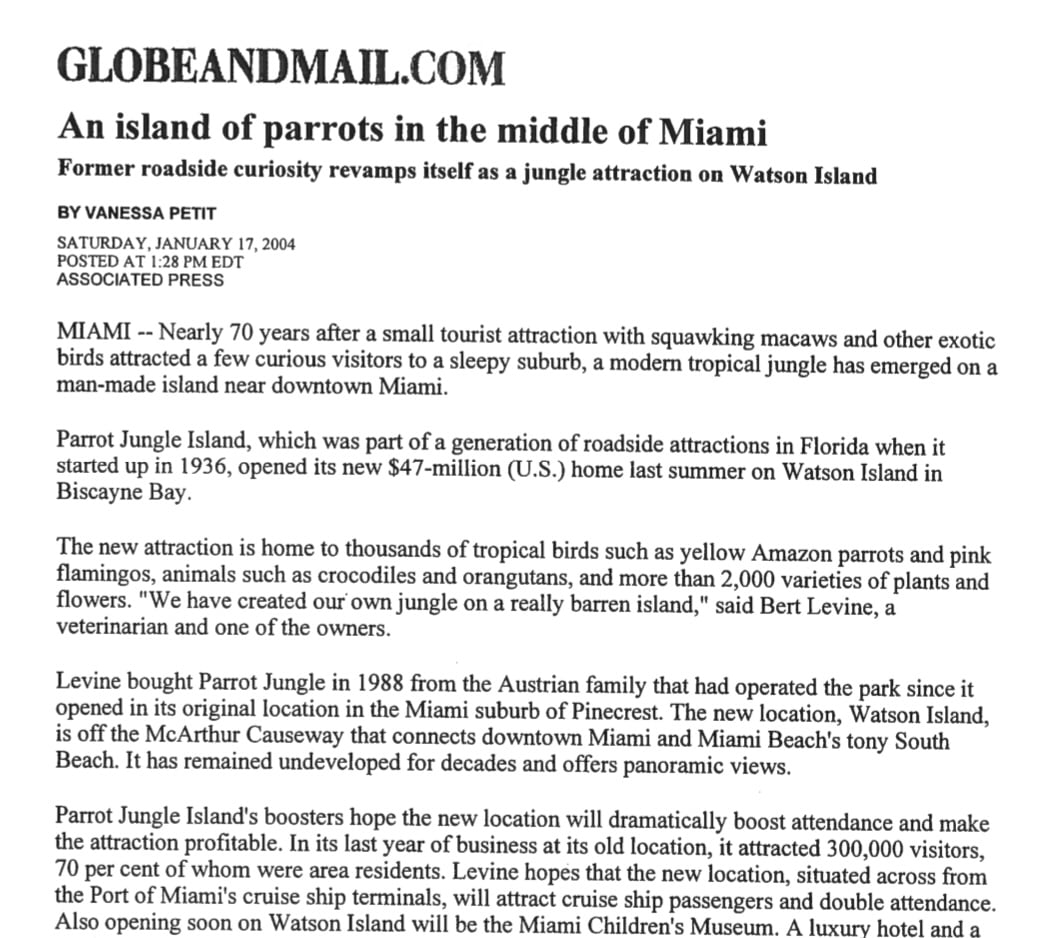 GLOBEANDMAIL.COM
An island of parrots in the middle of Miami
Former roadside curiosity revamps itself as a jungle attraction on Watson Island
BY VANESSA PETIT
SATURDAY, JANUARY 17, 2004
POSTED AT 1:28 PM EDT
ASSOCIATED PRESS
MIAMI -- Nearly 70 years after a small tourist attraction with squawking macaws and other exotic
birds attracted a few curious visitors to a sleepy suburb, a modern tropical jungle has emerged on a
man-made island near downtown Miami.
Parrot Jungle Island, which was part of a generation of roadside attractions in Florida when it
started up in 1936, opened its new $47-million (U.S.) home last summer on Watson Island in
Biscayne Bay.
The new attraction is home to thousands of tropical birds such as yellow Amazon parrots and pink
flamingos, animals such as crocodiles and orangutans, and more than 2,000 varieties of plants and
flowers. "We have created our own jungle on a really barren island," said Bert Levine, a
veterinarian and one of the owners.
Levine bought Parrot Jungle in 1988 from the Austrian family that had operated the park since it
opened in its original location in the Miami suburb of Pinecrest. The new location, Watson Island,
is off the McArthur Causeway that connects downtown Miami and Miami Beach's tony South
Beach. It has remained undeveloped for decades and offers panoramic views.
Parrot Jungle Island's boosters hope the new location will dramatically boost attendance and make
the attraction profitable. In its last year of business at its old location, it attracted 300,000 visitors,
70 per cent of whom were area residents. Levine hopes that the new location, situated across from
the Port of Miami's cruise ship terminals, will attract cruise ship passengers and double attendance.
Also opening soon on Watson Island will be the Miami Children's Museum. A luxury hotel and a